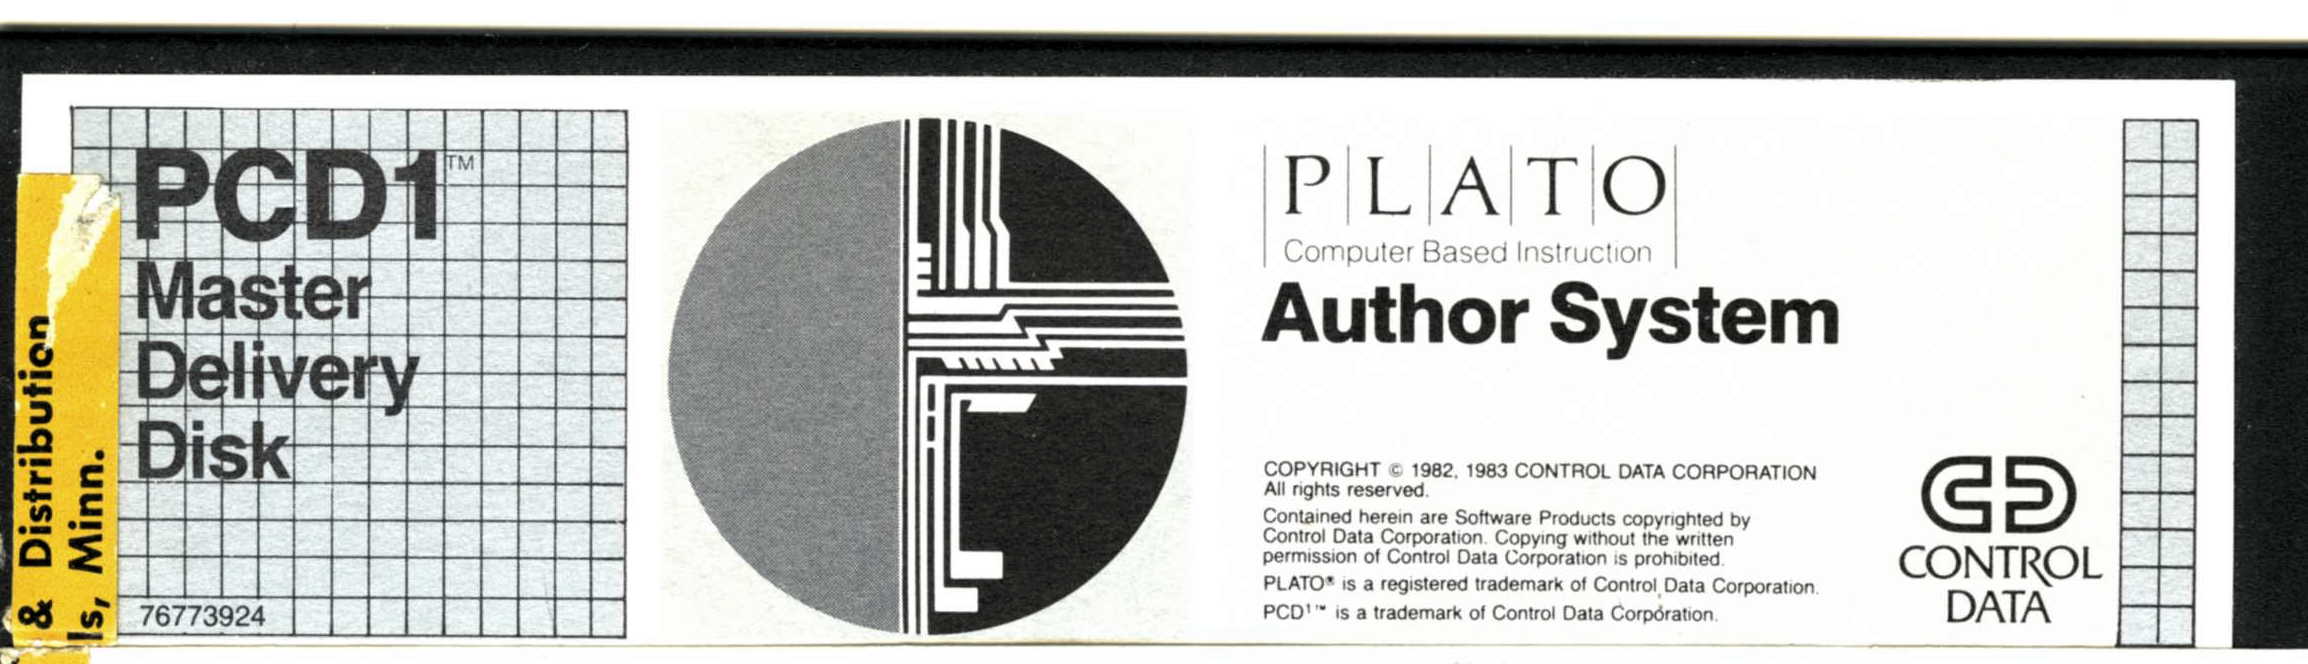 PCD1™
Master
Delivery
Disk
76773924
& Distribution
ls, Minn.
PLATO
Computer Based Instruction
Author System
COPYRIGHT © 1982, 1983 CONTROL DATA CORPORATION
All rights reserved.
Contained herein are Software Products copyrighted by
Control Data Corporation. Copying without the written
permission of Control Data Corporation is prohibited.
PLATO® is a registered trademark of Control Data Corporation.
PCD1™ is a trademark of Control Data Corporation.
CONTROL
DATA